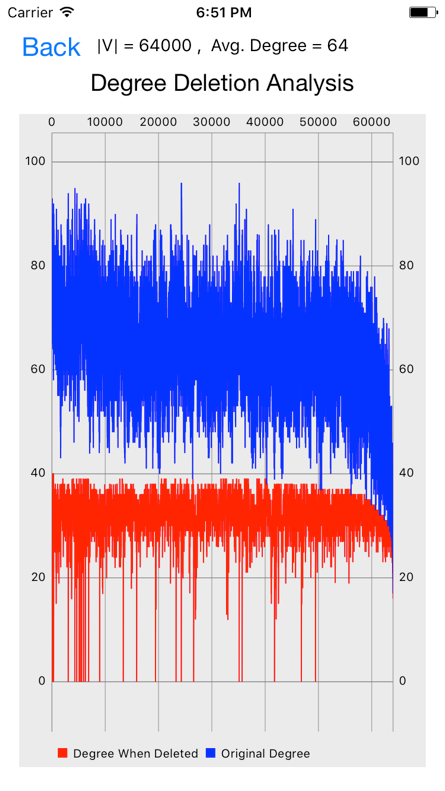 Carrier 6:51 PM
Back |V| = 64000 , Avg. Degree = 64
Degree Deletion Analysis
0 10000 20000 30000 40000 50000 60000
100 100
80 80
60 60
40 40
20 20
0 0
Degree When Deleted Original Degree